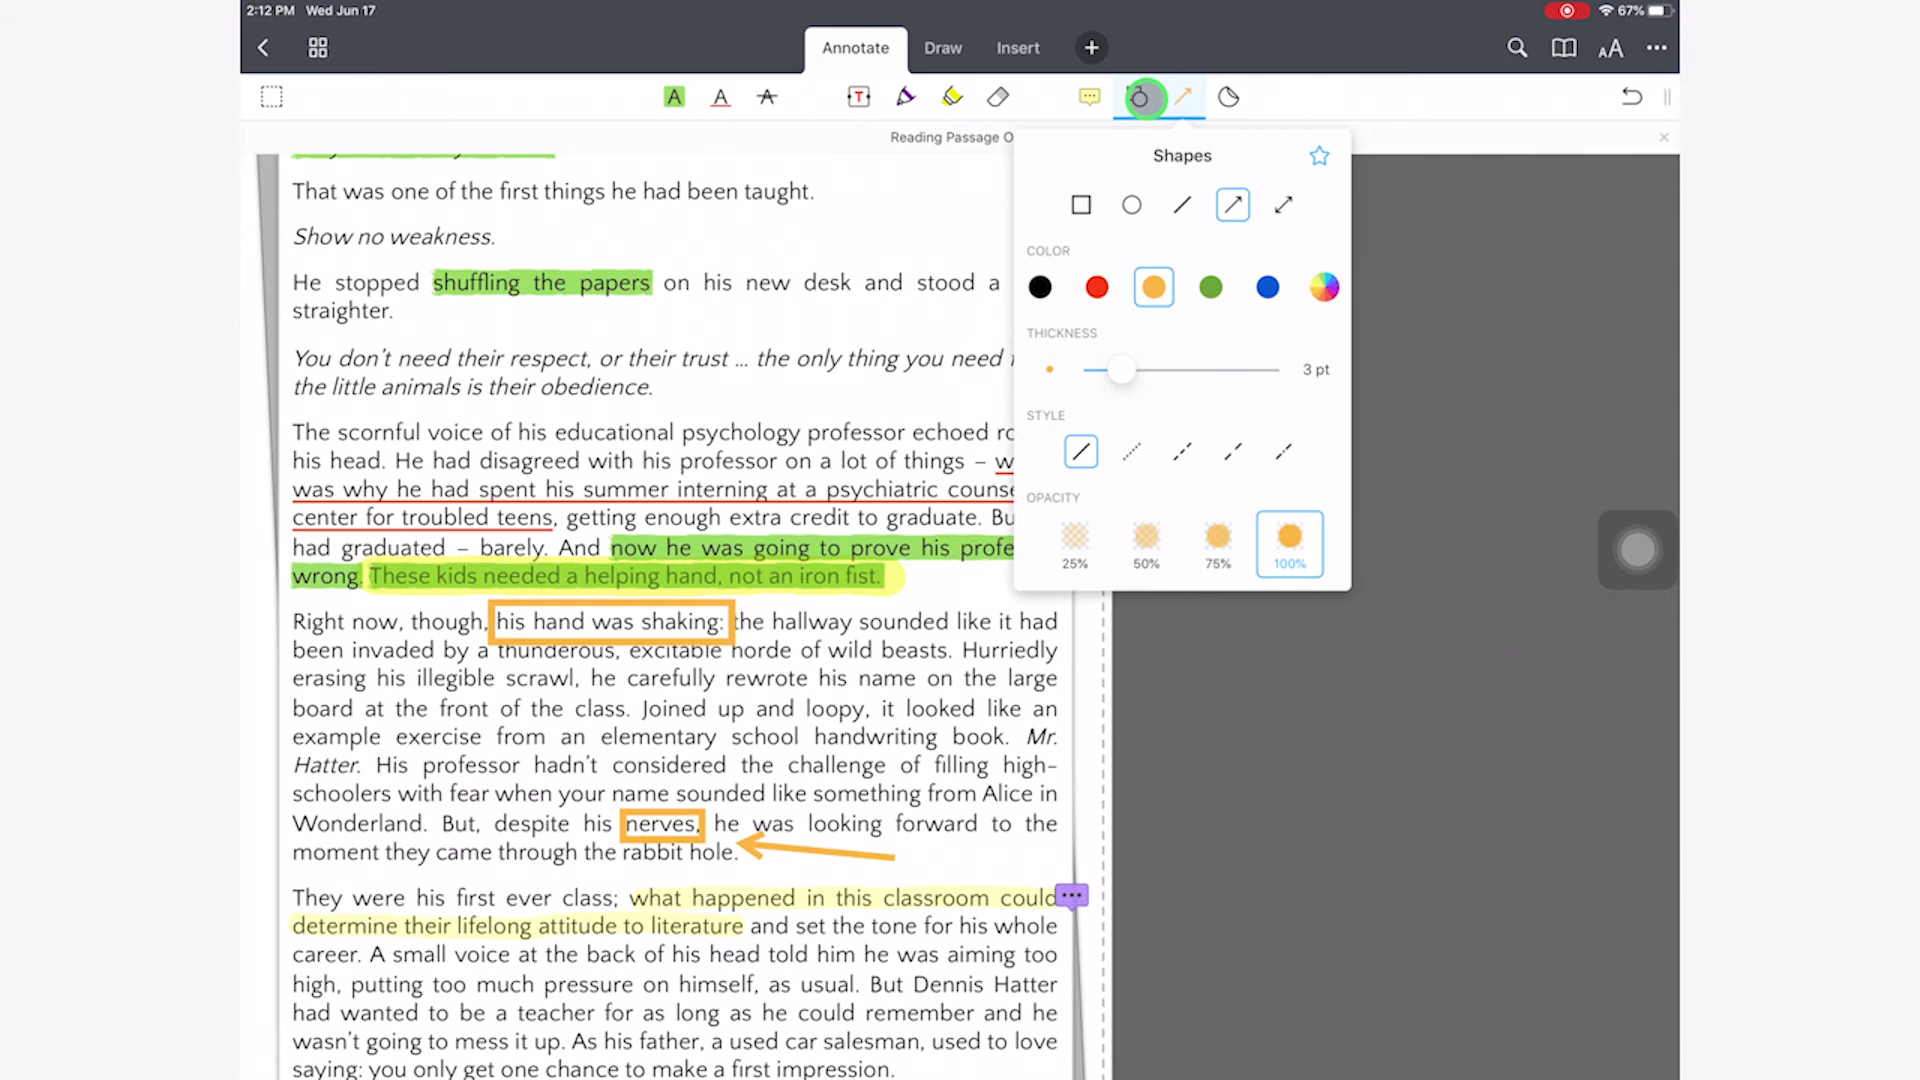 2:12 PM Wed Jun 17
67%
Annotate Draw Insert
A A A T
Reading Passage O
Shapes
COLOR
THICKNESS
3 pt
STYLE
OPACITY
25% 50% 75% 100%
That was one of the first things he had been taught.
Show no weakness.
He stopped shuffling the papers on his new desk and stood a
straighter.
You don't need their respect, or their trust ... the only thing you need
the little animals is their obedience.
The scornful voice of his educational psychology professor echoed ro
his head. He had disagreed with his professor on a lot of things – w
was why he had spent his summer interning at a psychiatric counse
center for troubled teens, getting enough extra credit to graduate. Bu
had graduated – barely. And now he was going to prove his profe
wrong. These kids needed a helping hand, not an iron fist.
Right now, though, his hand was shaking: the hallway sounded like it had
been invaded by a thunderous, excitable horde of wild beasts. Hurriedly
erasing his illegible scrawl, he carefully rewrote his name on the large
board at the front of the class. Joined up and loopy, it looked like an
example exercise from an elementary school handwriting book. Mr.
Hatter. His professor hadn't considered the challenge of filling high-
schoolers with fear when your name sounded like something from Alice in
Wonderland. But, despite his nerves, he was looking forward to the
moment they came through the rabbit hole.
They were his first ever class; what happened in this classroom could
determine their lifelong attitude to literature and set the tone for his whole
career. A small voice at the back of his head told him he was aiming too
high, putting too much pressure on himself, as usual. But Dennis Hatter
had wanted to be a teacher for as long as he could remember and he
wasn't going to mess it up. As his father, a used car salesman, used to love
saying: you only get one chance to make a first impression.